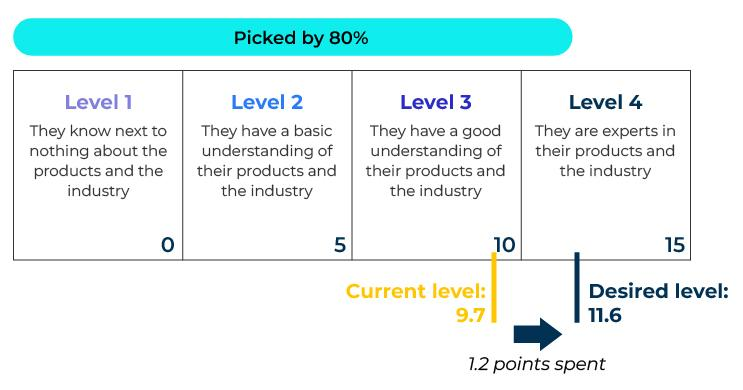 Picked by 80%
Level 1
They know next to
nothing about the
products and the
industry
0
Level 2
They have a basic
understanding of
their products and
the industry
5
Level 3
They have a good
understanding of
their products and
the industry
10
Level 4
They are experts in
their products and
the industry
15
Current level:
9.7
Desired level:
11.6
1.2 points spent